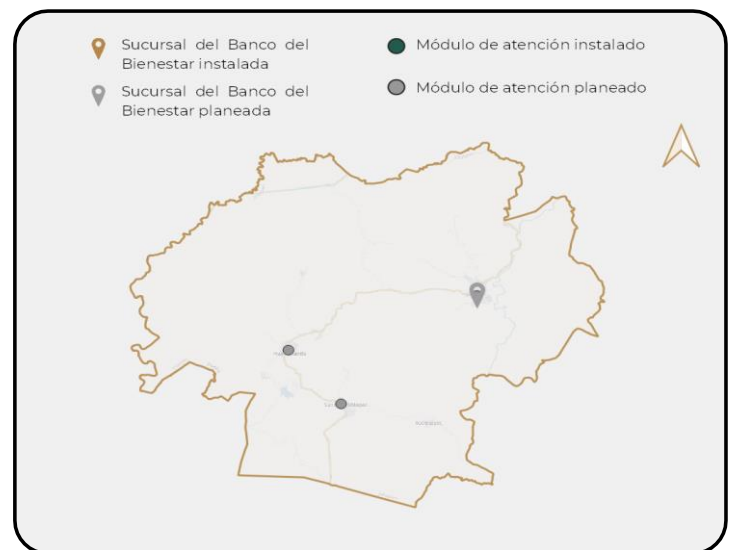 Sucursal del Banco del
Bienestar instalada
Sucursal del Banco del
Bienestar planeada
Módulo de atención instalado
Módulo de atención planeado